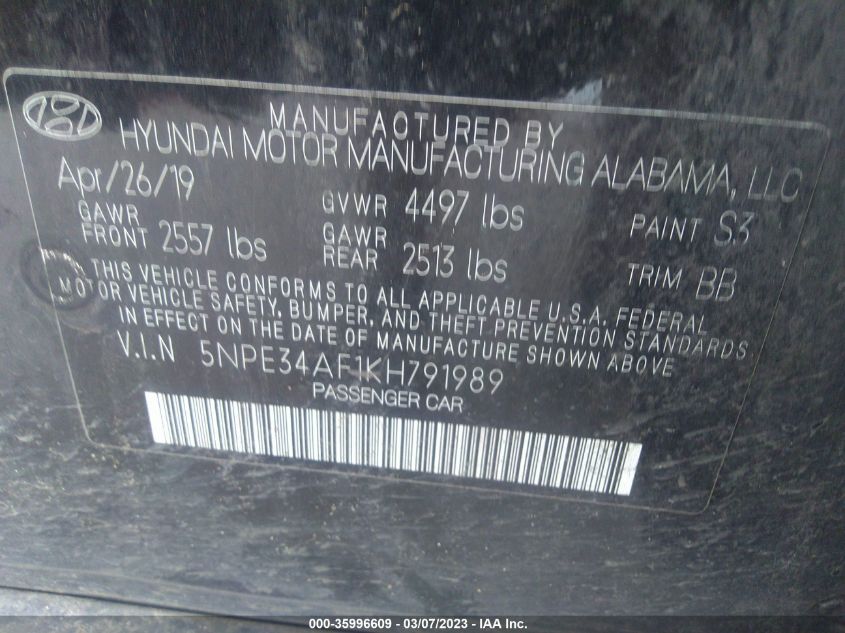 MANUFACTURED BY
HYUNDAI MOTOR MANUFACTURING ALABAMA, LLC
Apr/26/19 GVWR 4497 lbs PAINT S3
GAWR FRONT 2557 lbs GAWR REAR 2513 lbs TRIM BB
THIS VEHICLE CONFORMS TO ALL APPLICABLE U.S.A. FEDERAL
MOTOR VEHICLE SAFETY, BUMPER, AND THEFT PREVENTION STANDARDS
IN EFFECT ON THE DATE OF MANUFACTURE SHOWN ABOVE
V.I.N 5NPE34AF1KH791989
PASSENGER CAR
000-35996609 - 03/07/2023 - © IAA Inc.